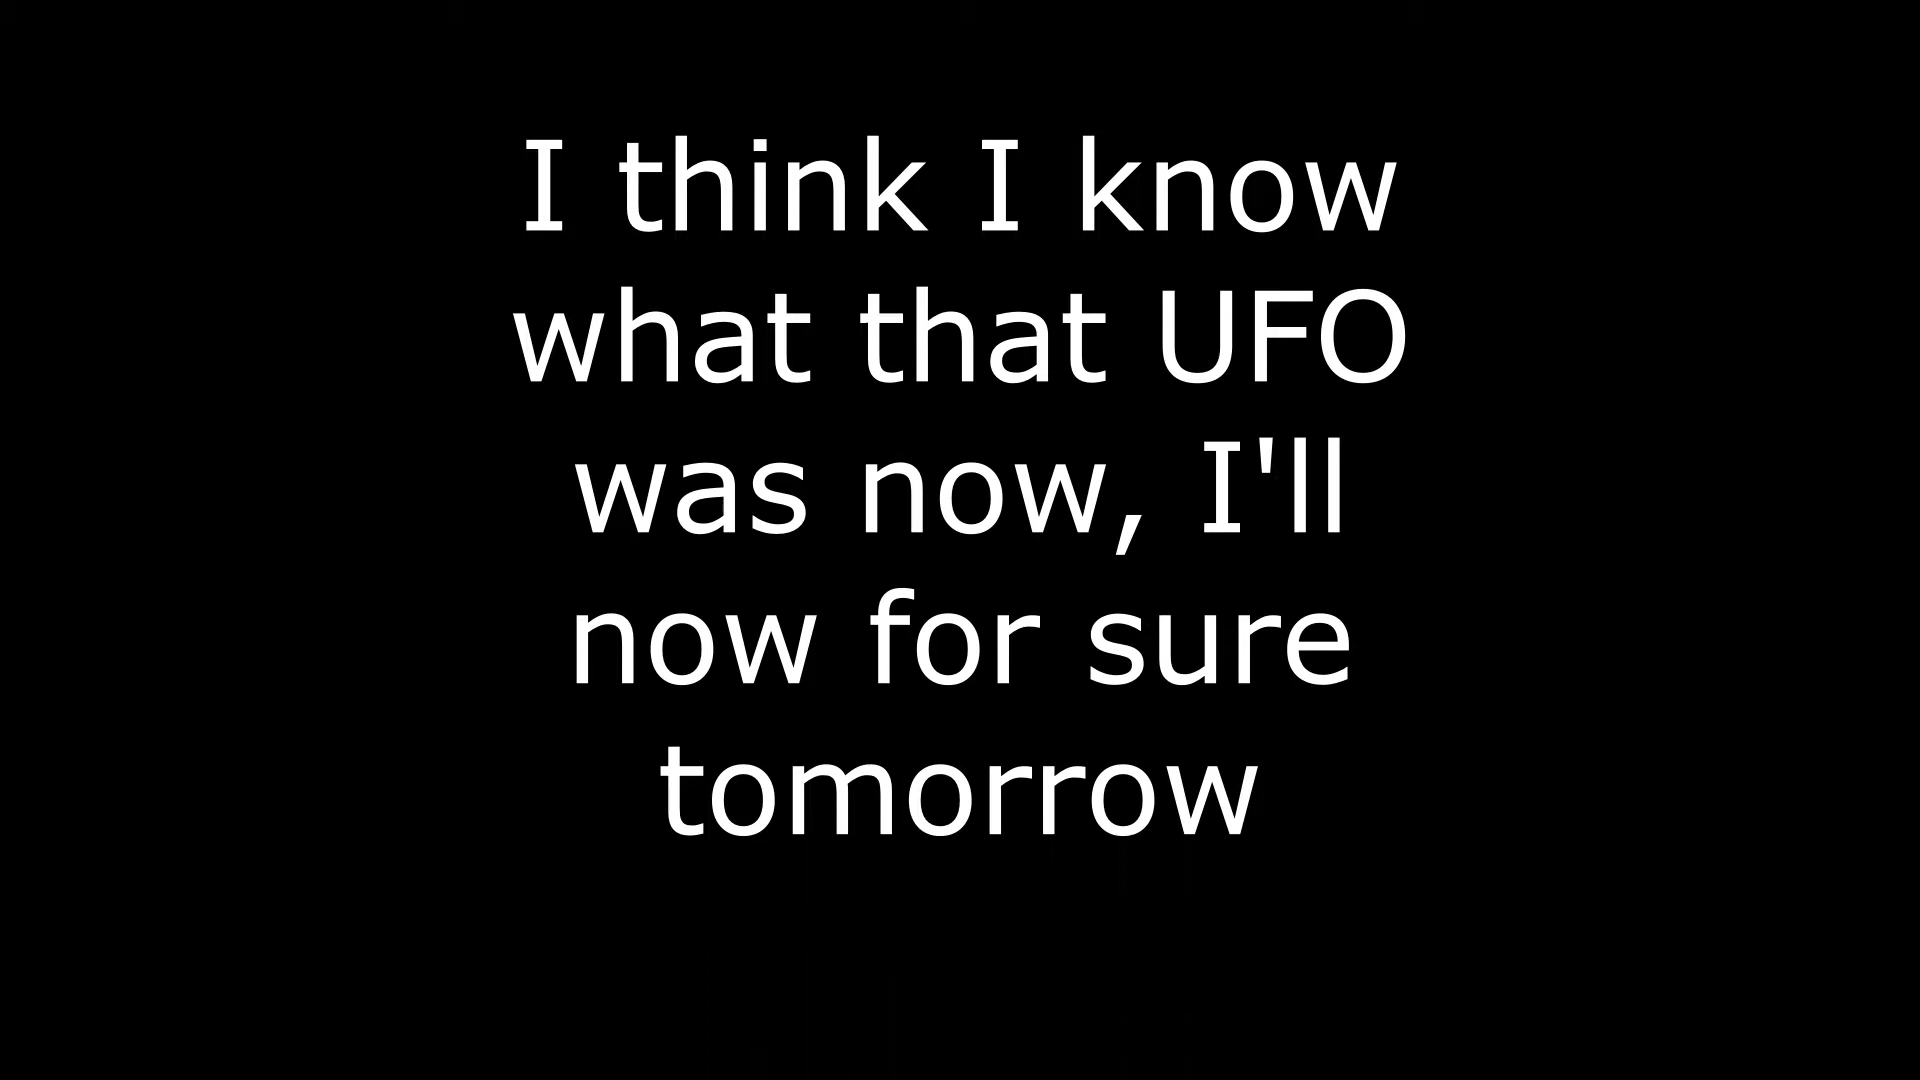 I think I know
what that UFO
was now, I'll
now for sure
tomorrow